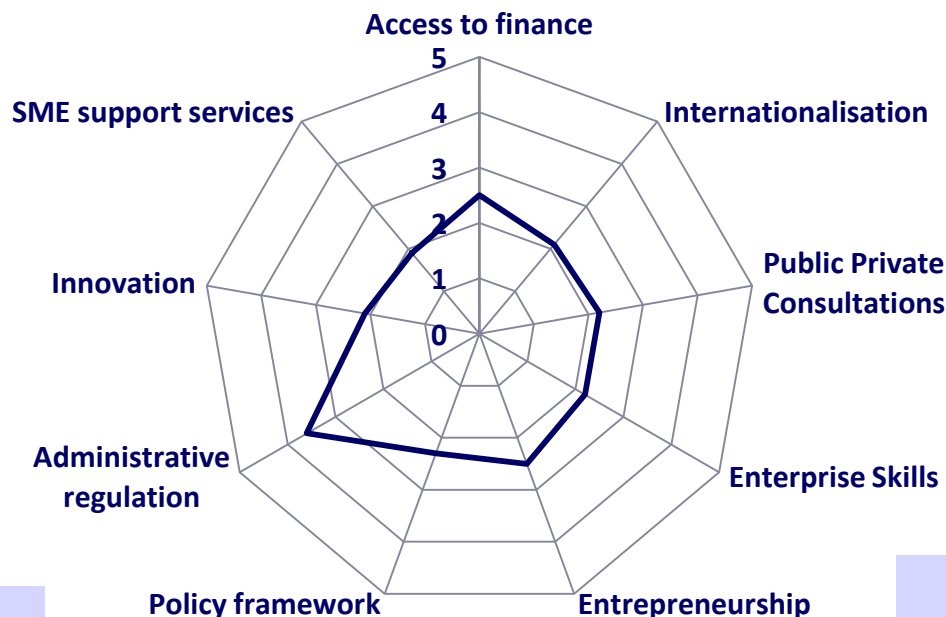 Access to finance
5
SME support services
4
Internationalisation
3
2
Innovation
1
Public Private
Consultations
0
Administrative
regulation
Enterprise Skills
Policy framework
Entrepreneurship